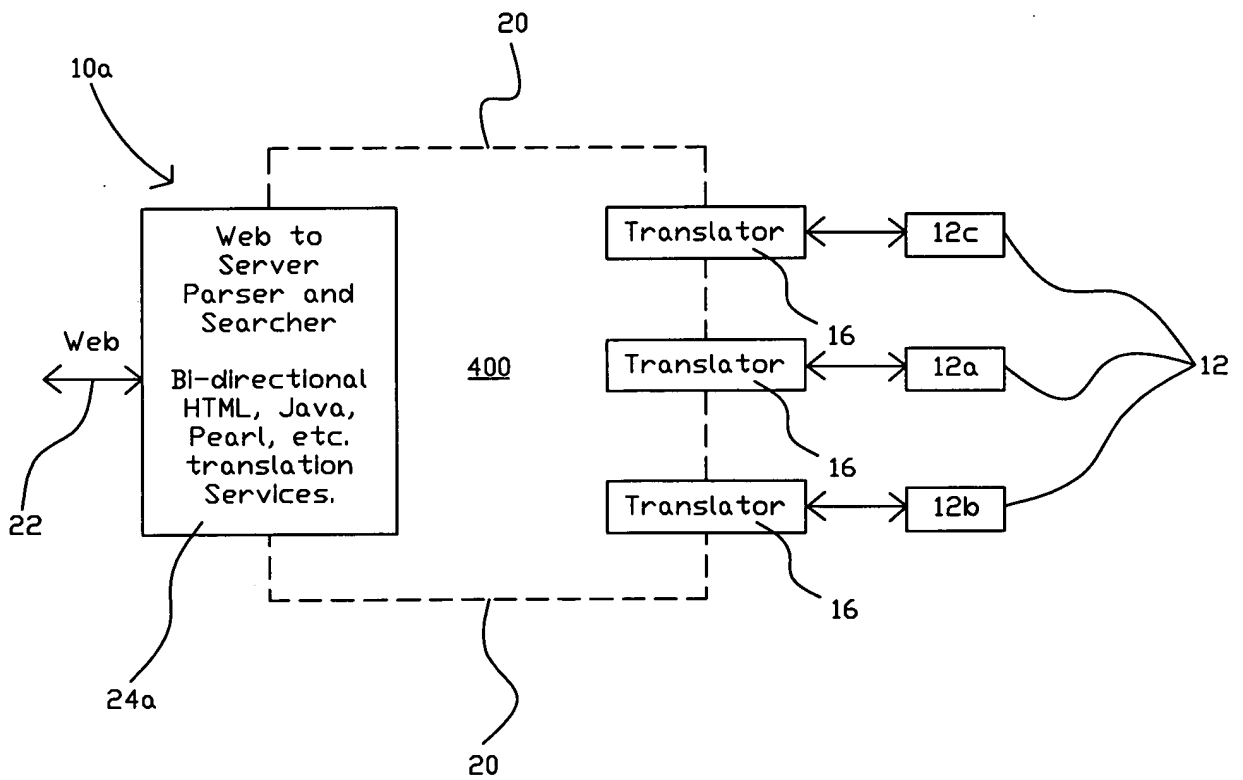 20
10a
Web to
Server
Parser and
Searcher
Bi-directional
HTML, Java,
Pearl, etc.
translation
Services.
Web
22
24a
400
Translator
12c
16
Translator
12a
12
16
Translator
12b
16
20